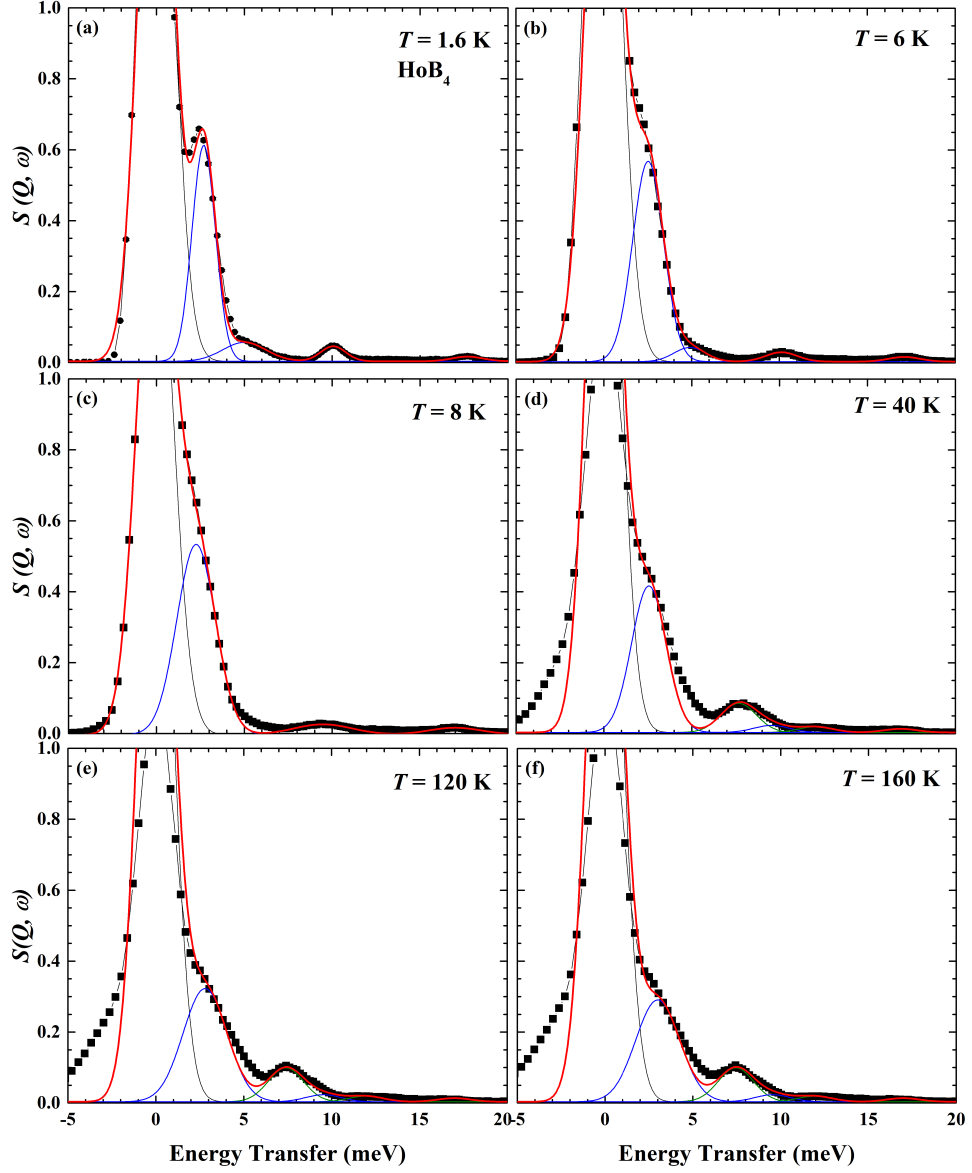 (a)
T = 1.6 K
HoB4
(b)
T = 6 K
1.0
0.8
0.6
0.4
0.2
0.0
S (Q, ω)
(c)
T = 8 K
(d)
T = 40 K
1.0
0.8
0.6
0.4
0.2
0.0
S (Q, ω)
(e)
T = 120 K
(f)
T = 160 K
1.0
0.8
0.6
0.4
0.2
0.0
S(Q, ω)
-5 0 5 10 15 20
-5 0 5 10 15 20
Energy Transfer (meV)
Energy Transfer (meV)